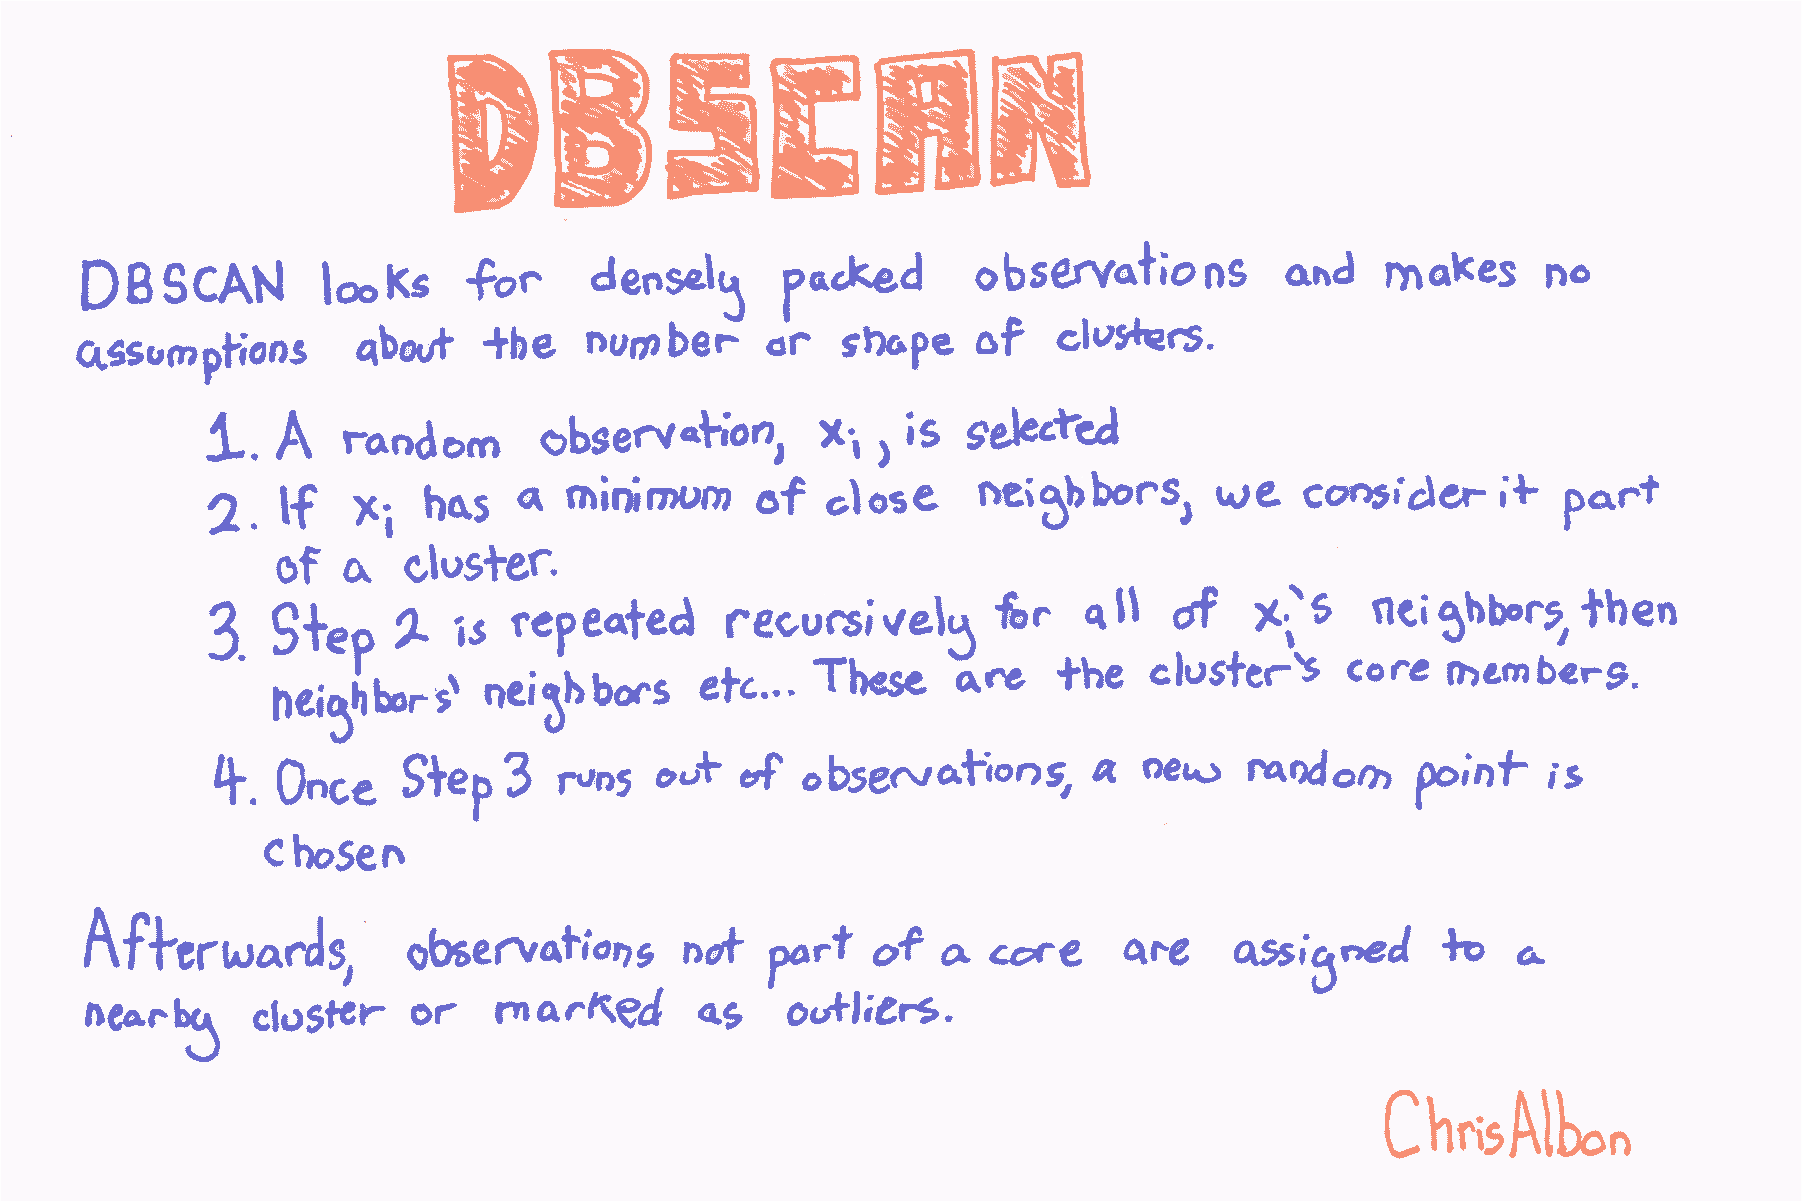 DBSCAN
DBSCAN looks for densely packed observations and makes no
assumptions about the number or shape of clusters.
1. A random observation, xi, is selected
2. If xi has a minimum of close neighbors, we consider it part
of a cluster.
3. Step 2 is repeated recursively for all of xi's neighbors, then
neighbors' neighbors etc... These are the cluster's core members.
4. Once Step 3 runs out of observations, a new random point is
chosen
Afterwards, observations not part of a core are assigned to a
nearby cluster or marked as outliers.
ChrisAlbon